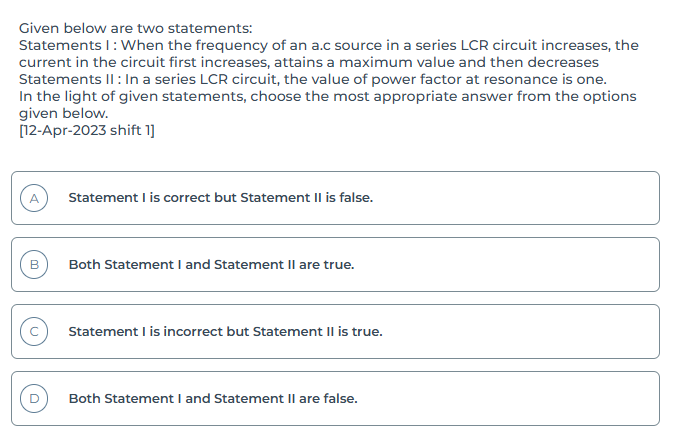 Given below are two statements:
Statements I : When the frequency of an a.c source in a series LCR circuit increases, the
current in the circuit first increases, attains a maximum value and then decreases
Statements II : In a series LCR circuit, the value of power factor at resonance is one.
In the light of given statements, choose the most appropriate answer from the options
given below.
[12-Apr-2023 shift 1]
A Statement I is correct but Statement II is false.
B Both Statement I and Statement II are true.
C Statement I is incorrect but Statement II is true.
D Both Statement I and Statement II are false.